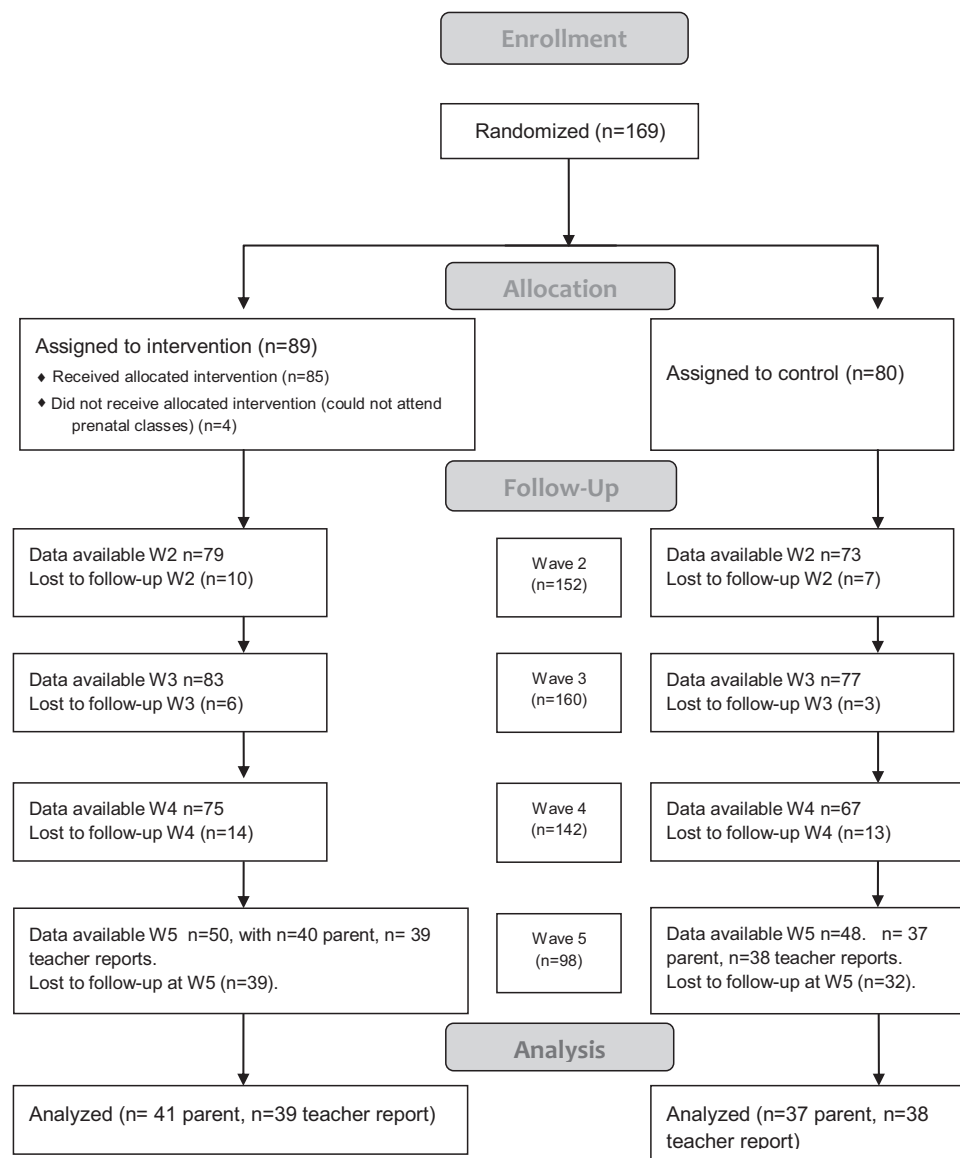 Enrollment
Randomized (n=169)
Allocation
Assigned to intervention (n=89)
♦ Received allocated intervention (n=85)
♦ Did not receive allocated intervention (could not attend
prenatal classes) (n=4)
Assigned to control (n=80)
Follow-Up
Data available W2 n=79
Lost to follow-up W2 (n=10)
Wave 2
(n=152)
Data available W2 n=73
Lost to follow-up W2 (n=7)
Data available W3 n=83
Lost to follow-up W3 (n=6)
Wave 3
(n=160)
Data available W3 n=77
Lost to follow-up W3 (n=3)
Data available W4 n=75
Lost to follow-up W4 (n=14)
Wave 4
(n=142)
Data available W4 n=67
Lost to follow-up W4 (n=13)
Data available W5 n=50, with n=40 parent, n= 39
teacher reports.
Lost to follow-up at W5 (n=39).
Wave 5
(n=98)
Data available W5 n=48. n= 37
parent, n=38 teacher reports.
Lost to follow-up at W5 (n=32).
Analysis
Analyzed (n= 41 parent, n=39 teacher report)
Analyzed (n=37 parent, n=38
teacher report)